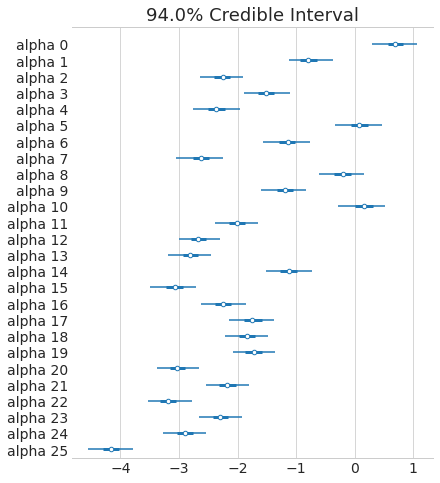 94.0% Credible Interval
alpha 0
alpha 1
alpha 2
alpha 3
alpha 4
alpha 5
alpha 6
alpha 7
alpha 8
alpha 9
alpha 10
alpha 11
alpha 12
alpha 13
alpha 14
alpha 15
alpha 16
alpha 17
alpha 18
alpha 19
alpha 20
alpha 21
alpha 22
alpha 23
alpha 24
alpha 25
−4 −3 −2 −1 0 1